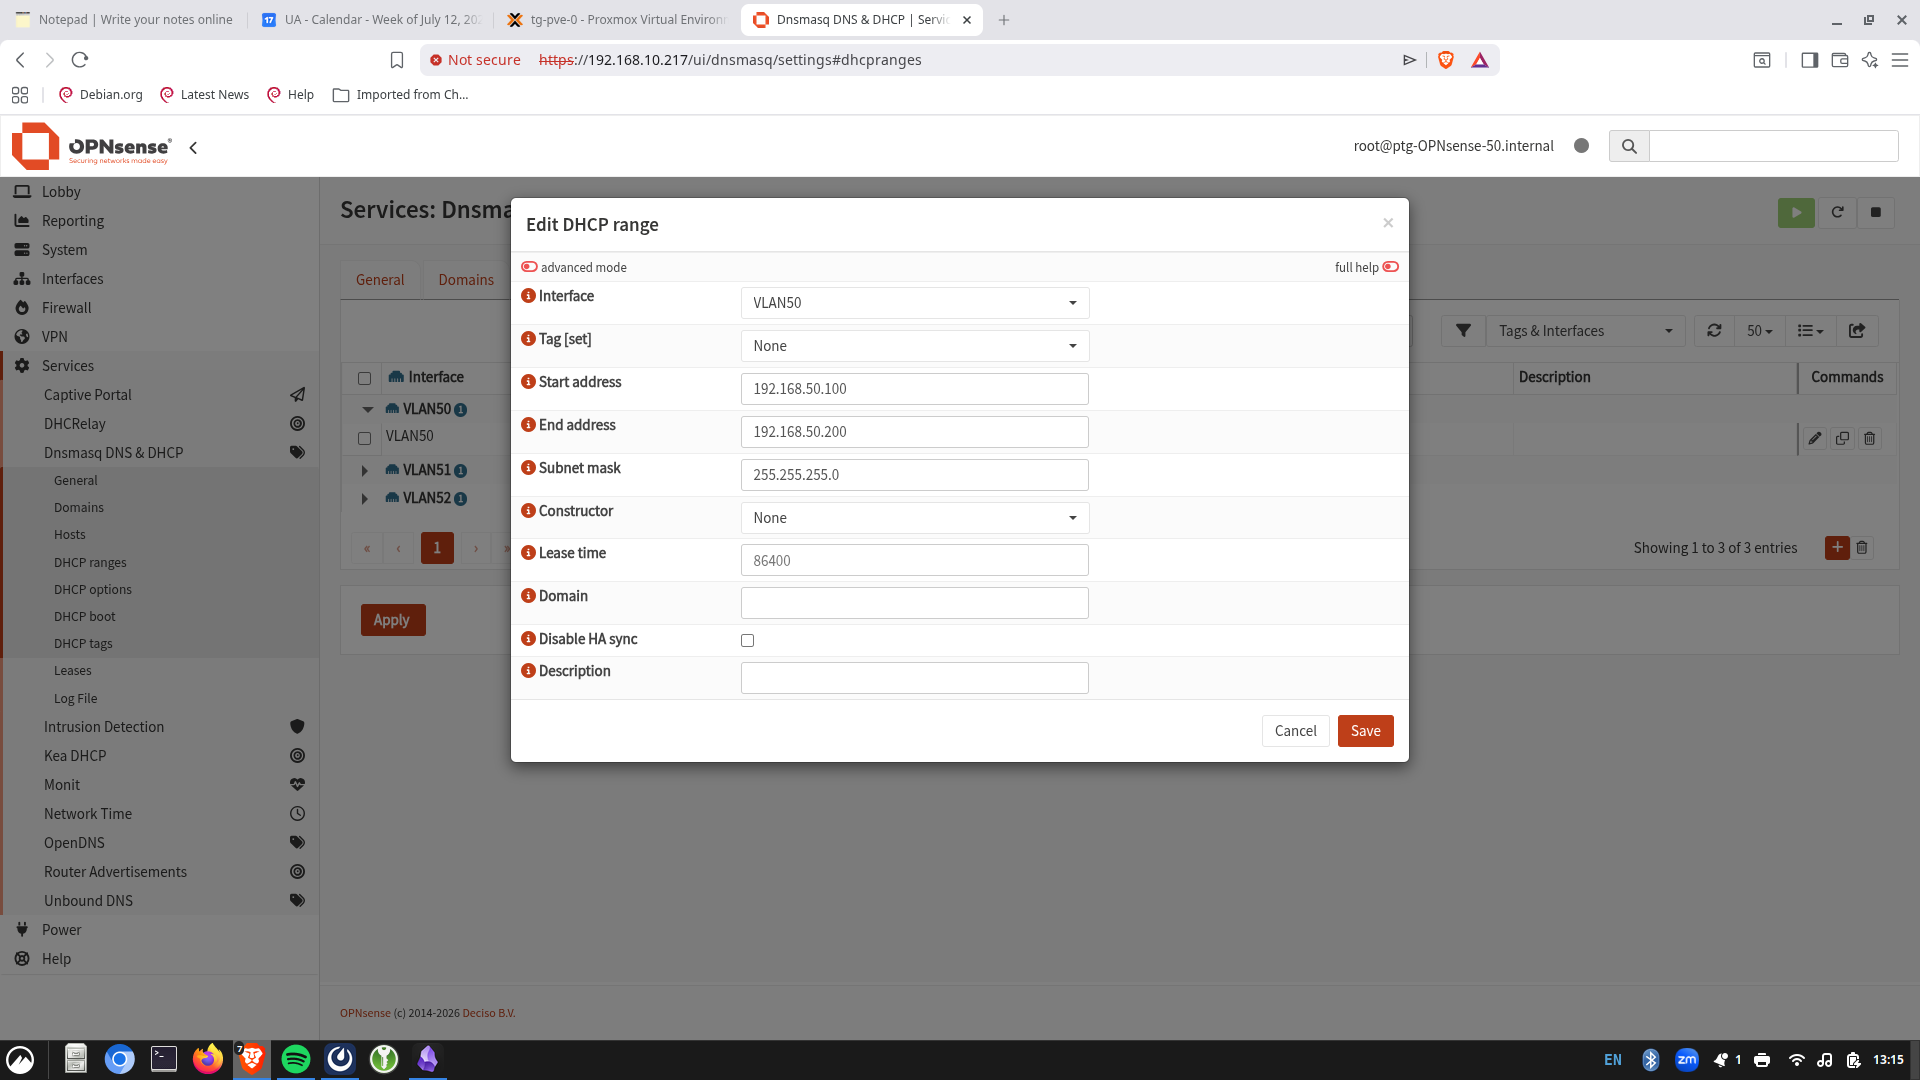 Notepad | Write your notes online
UA - Calendar - Week of July 12, 202
tg-pve-0 - Proxmox Virtual Environ
Dnsmasq DNS & DHCP | Servi
Not secure https://192.168.10.217/ui/dnsmasq/settings#dhcpranges
Debian.org
Latest News
Help
Imported from Ch...
OPNsense
Securing networks made easy
root@ptg-OPNsense-50.internal
Lobby
Reporting
System
Interfaces
Firewall
VPN
Services
Captive Portal
DHCRelay
Dnsmasq DNS & DHCP
General
Domains
Hosts
DHCP ranges
DHCP options
DHCP boot
DHCP tags
Leases
Log File
Intrusion Detection
Kea DHCP
Monit
Network Time
OpenDNS
Router Advertisements
Unbound DNS
Power
Help
Services: Dnsma
General
Domains
Tags & Interfaces
50
Interface
Description
Commands
VLAN50 1
VLAN50
VLAN51 1
VLAN52 1
« ‹ 1 › »
Showing 1 to 3 of 3 entries
Apply
Edit DHCP range
advanced mode
full help
Interface
VLAN50
Tag [set]
None
Start address
192.168.50.100
End address
192.168.50.200
Subnet mask
255.255.255.0
Constructor
None
Lease time
86400
Domain
Disable HA sync
Description
Cancel
Save
OPNsense (c) 2014-2026 Deciso B.V.
7
EN
zm
1
13:15